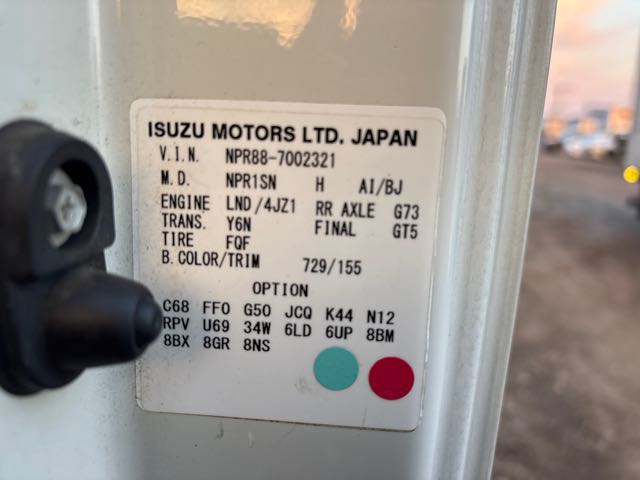 ISUZU MOTORS LTD. JAPAN
V.I.N. NPR88-7002321
M.D. NPR1SN H AI/BJ
ENGINE LND/4JZ1 RR AXLE G73
TRANS. Y6N FINAL GT5
TIRE FQF
B.COLOR/TRIM 729/155
OPTION
C68 FF0 G50 JCQ K44 N12
RPV U69 34W 6LD 6UP 8BM
8BX 8GR 8NS